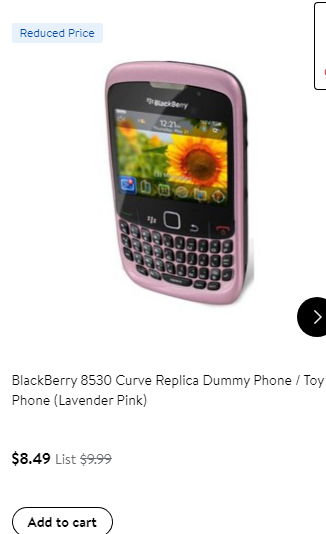 Reduced Price
BlackBerry
12:21
BlackBerry 8530 Curve Replica Dummy Phone / Toy
Phone (Lavender Pink)
$8.49 List $9.99
Add to cart